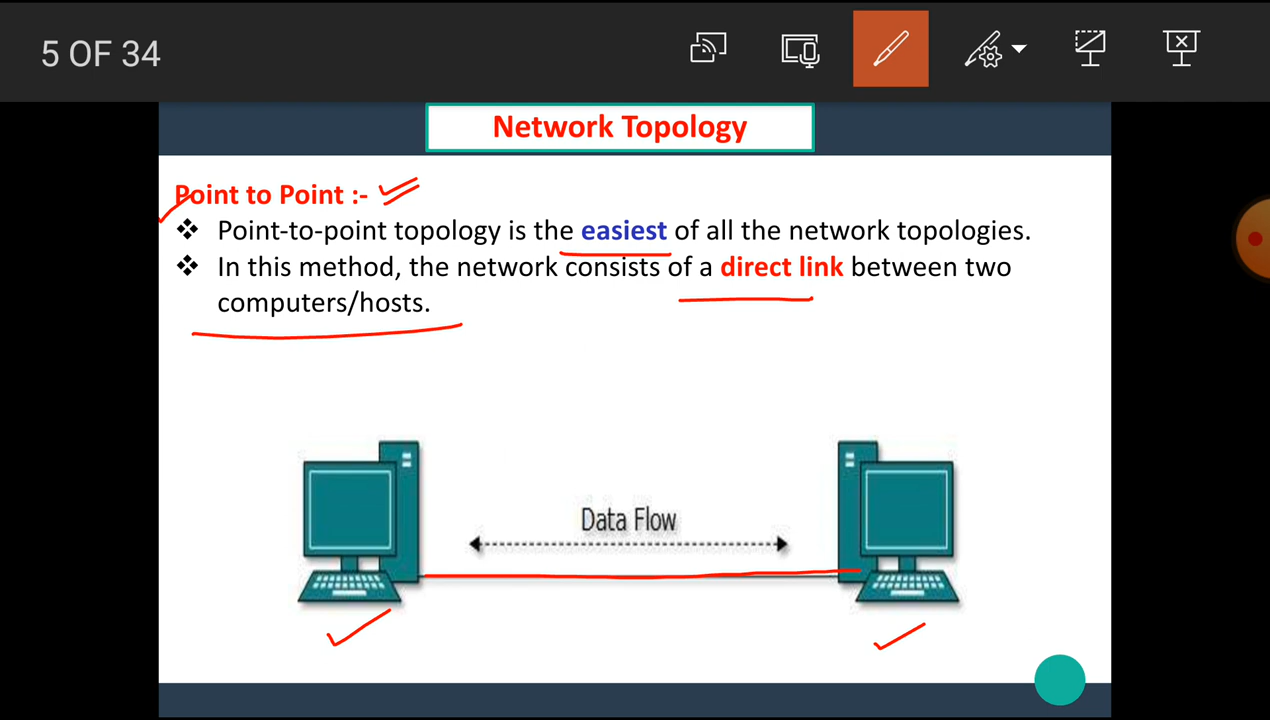 5 OF 34
Network Topology
Point to Point :-
❖ Point-to-point topology is the easiest of all the network topologies.
❖ In this method, the network consists of a direct link between two
computers/hosts.
Data Flow